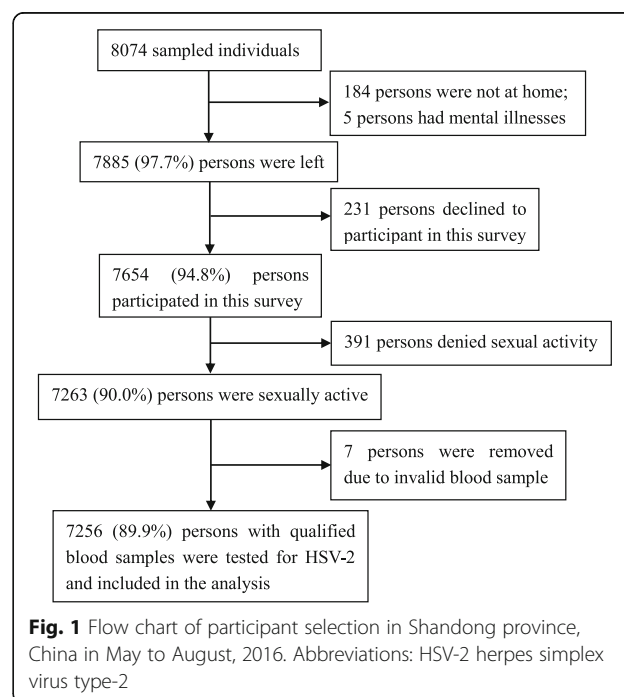 8074 sampled individuals
184 persons were not at home;
5 persons had mental illnesses
7885 (97.7%) persons were left
231 persons declined to
participant in this survey
7654 (94.8%) persons
participated in this survey
391 persons denied sexual activity
7263 (90.0%) persons were sexually active
7 persons were removed
due to invalid blood sample
7256 (89.9%) persons with qualified
blood samples were tested for HSV-2
and included in the analysis
Fig. 1 Flow chart of participant selection in Shandong province,
China in May to August, 2016. Abbreviations: HSV-2 herpes simplex
virus type-2